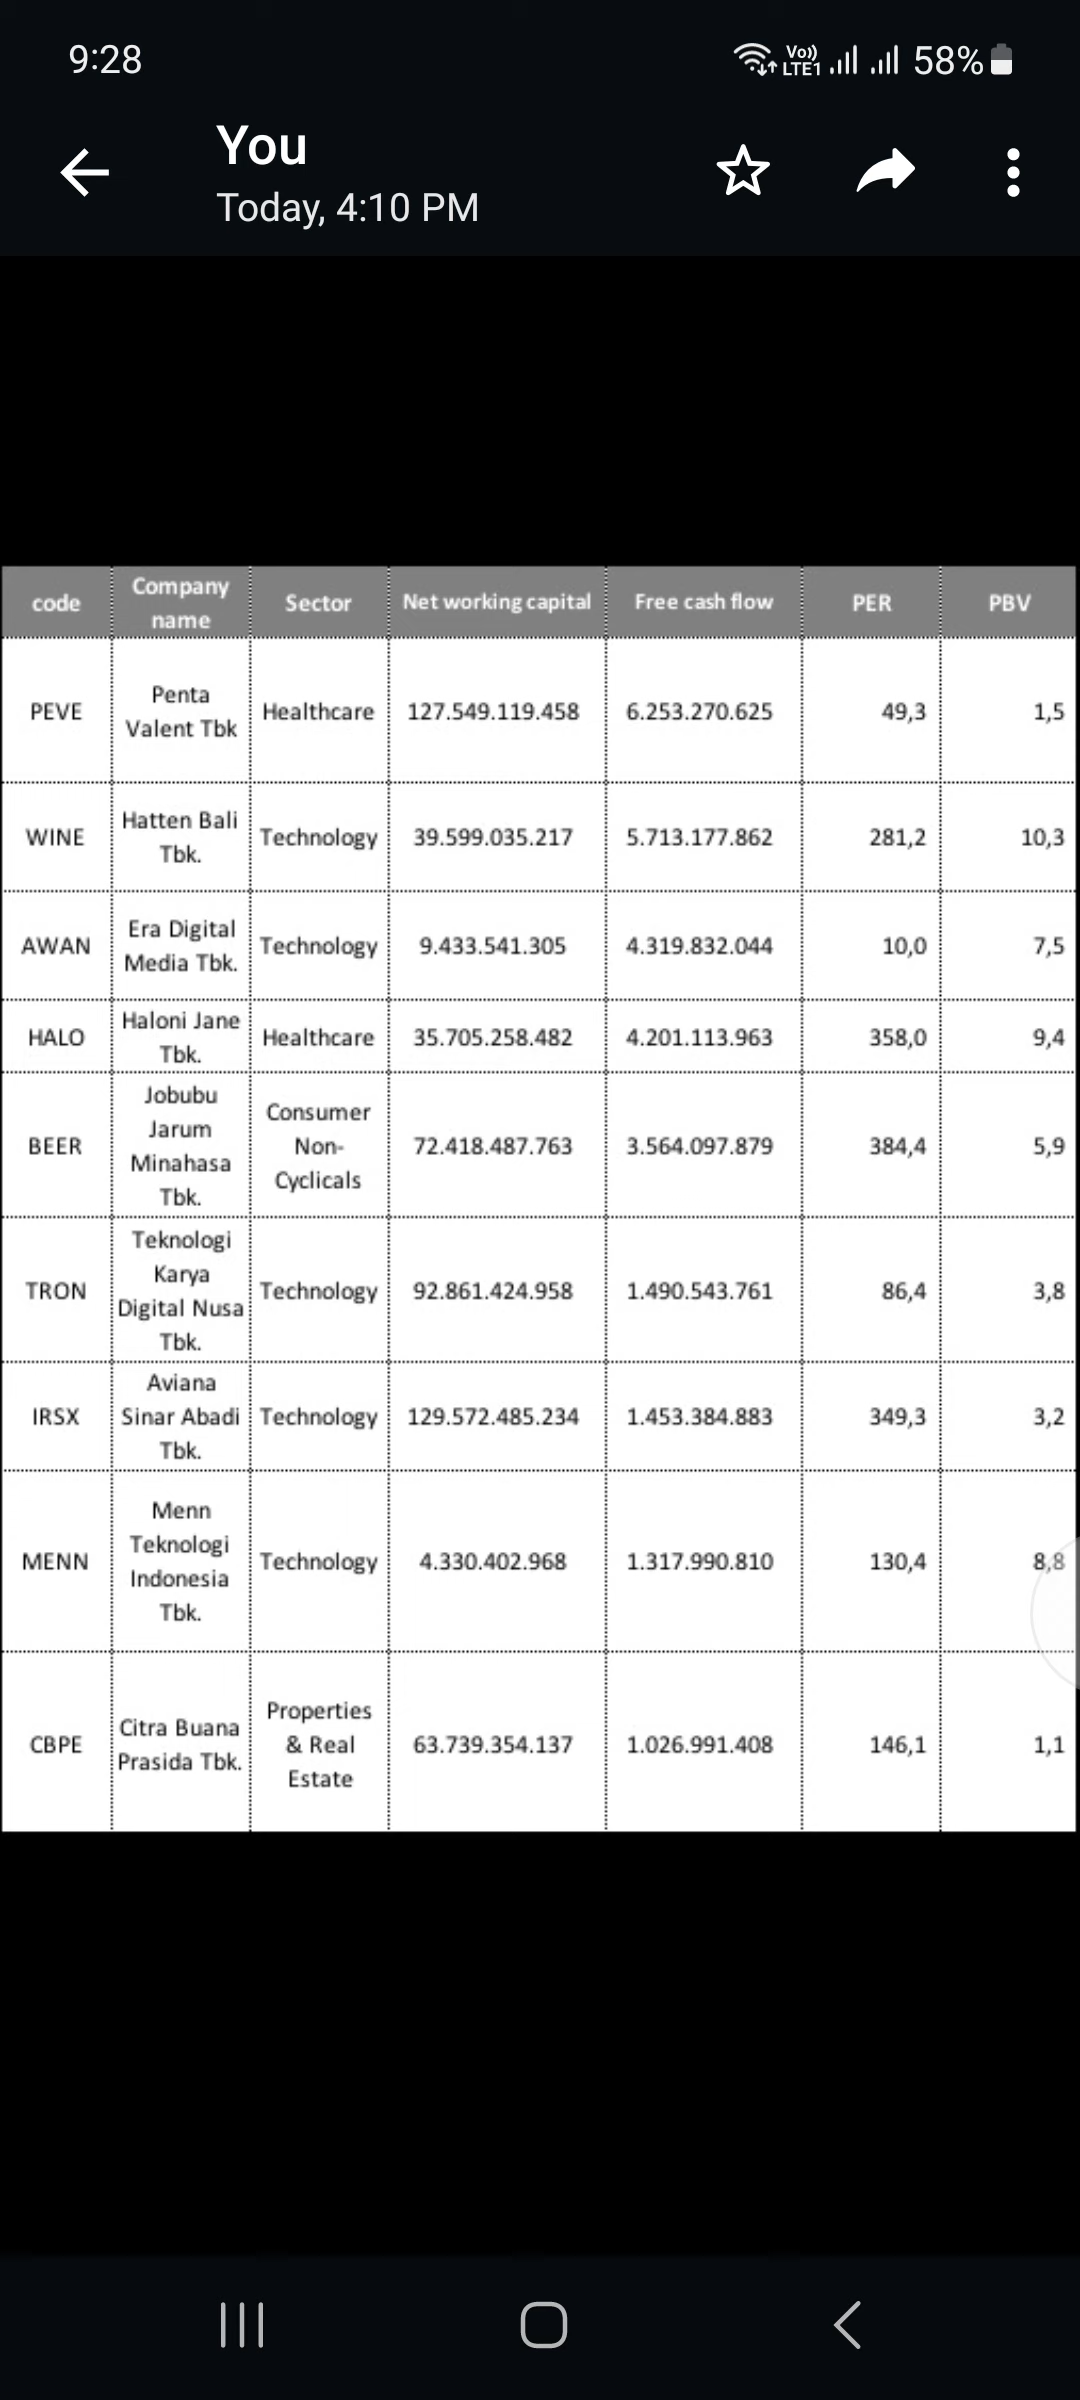 9:28
Vo)) LTE1 58%
You
Today, 4:10 PM
code Company name Sector Net working capital Free cash flow PER PBV
PEVE Penta Valent Tbk Healthcare 127.549.119.458 6.253.270.625 49,3 1,5
WINE Hatten Bali Tbk. Technology 39.599.035.217 5.713.177.862 281,2 10,3
AWAN Era Digital Media Tbk. Technology 9.433.541.305 4.319.832.044 10,0 7,5
HALO Haloni Jane Tbk. Healthcare 35.705.258.482 4.201.113.963 358,0 9,4
BEER Jobubu Jarum Minahasa Tbk. Consumer Non-Cyclicals 72.418.487.763 3.564.097.879 384,4 5,9
TRON Teknologi Karya Digital Nusa Tbk. Technology 92.861.424.958 1.490.543.761 86,4 3,8
IRSX Aviana Sinar Abadi Tbk. Technology 129.572.485.234 1.453.384.883 349,3 3,2
MENN Menn Teknologi Indonesia Tbk. Technology 4.330.402.968 1.317.990.810 130,4 8,8
CBPE Citra Buana Prasida Tbk. Properties & Real Estate 63.739.354.137 1.026.991.408 146,1 1,1